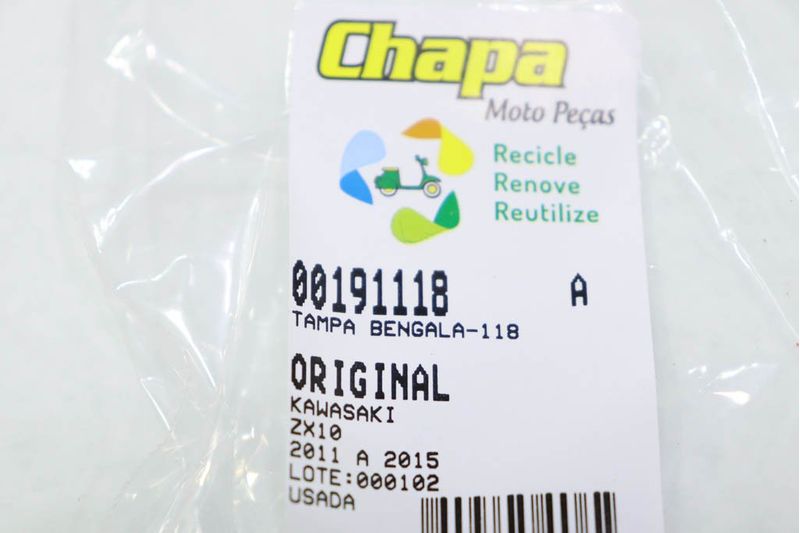 Chapa
Moto Peças
Recicle
Renove
Reutilize
00191118 A
TAMPA BENGALA-118
ORIGINAL
KAWASAKI
ZX10
2011 A 2015
LOTE:000102
USADA